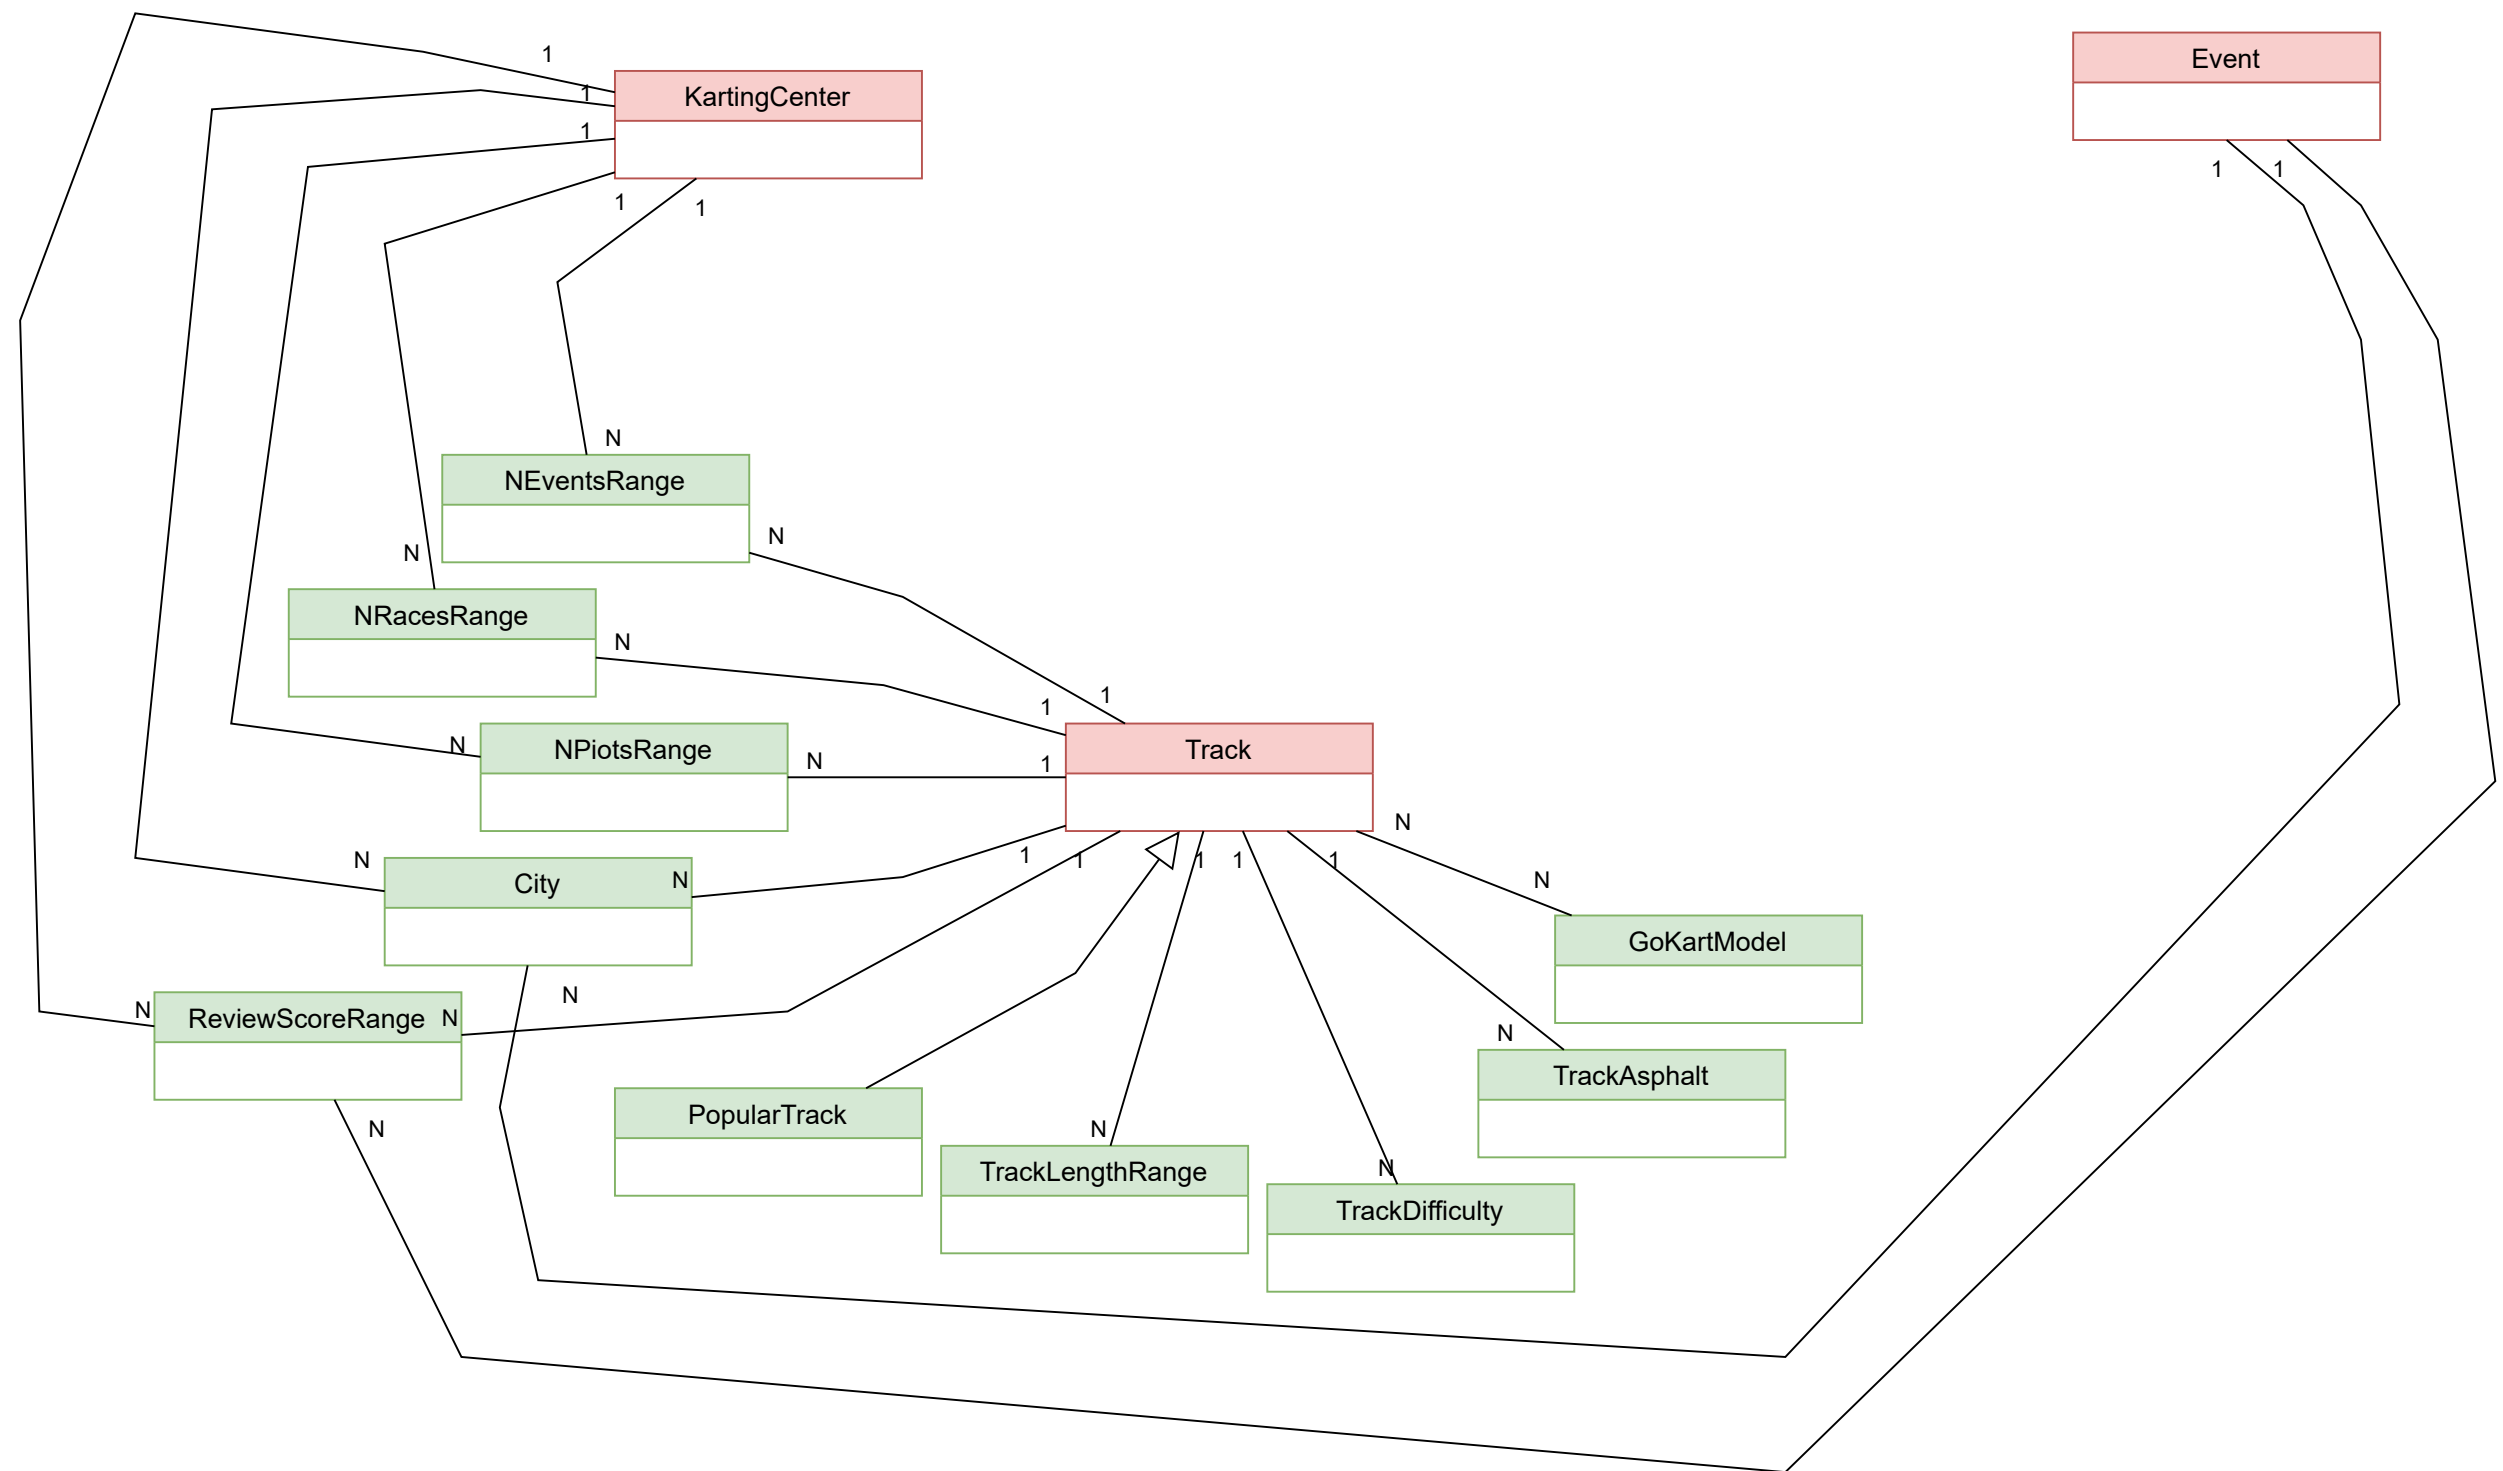 1
Event
1
KartingCenter
1
1 1
1
1
N
NEventsRange
N
N
NRacesRange
N
1
1
N
NPiotsRange
N
1
Track
N
1
1
1
1
1
N
City
N
N
GoKartModel
N
N
ReviewScoreRange
N
N
TrackAsphalt
PopularTrack
N
N
TrackLengthRange
N
TrackDifficulty